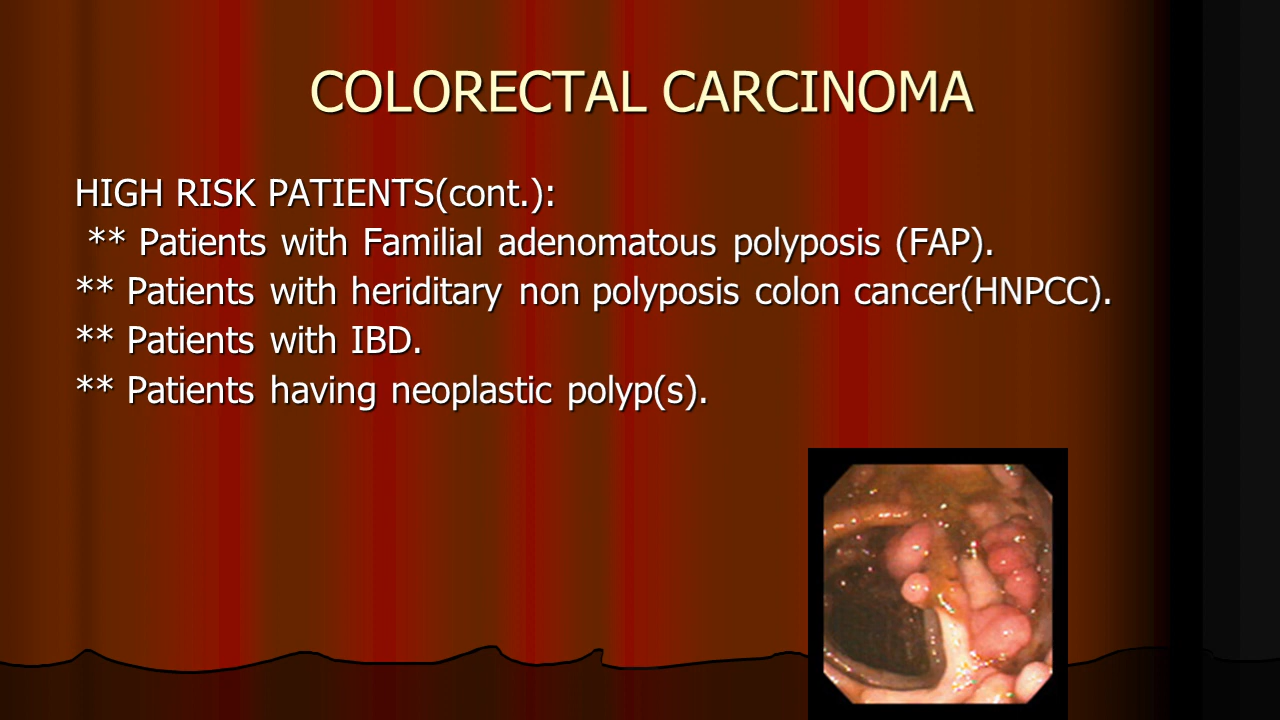 COLORECTAL CARCINOMA
HIGH RISK PATIENTS(cont.):
** Patients with Familial adenomatous polyposis (FAP).
** Patients with heriditary non polyposis colon cancer(HNPCC).
** Patients with IBD.
** Patients having neoplastic polyp(s).